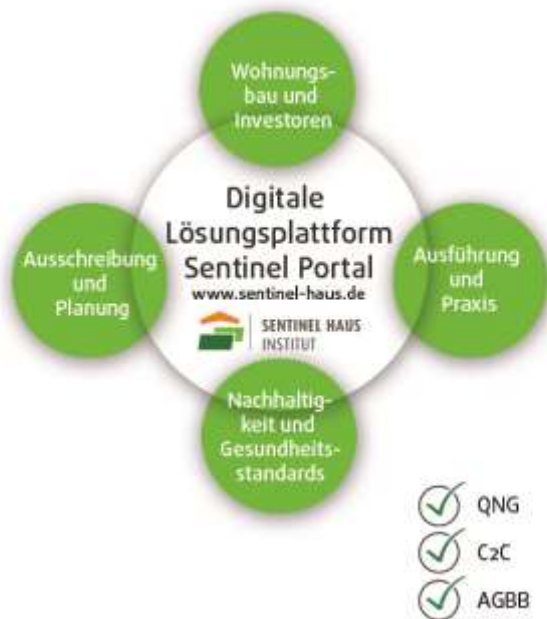 Wohnungs-
bau und
Investoren
Digitale
Lösungsplattform
Sentinel Portal
www.sentinel-haus.de
SENTINEL HAUS
INSTITUT
Ausschreibung
und
Planung
Ausführung
und
Praxis
Nachhaltig-
keit und
Gesundheits-
standards
QNG
C2C
AGBB